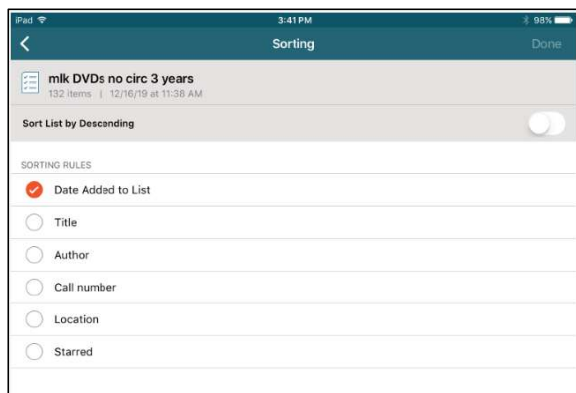 iPad 3:41 PM 98%
Sorting Done
mlk DVDs no circ 3 years
132 items | 12/16/19 at 11:38 AM
Sort List by Descending
SORTING RULES
Date Added to List
Title
Author
Call number
Location
Starred